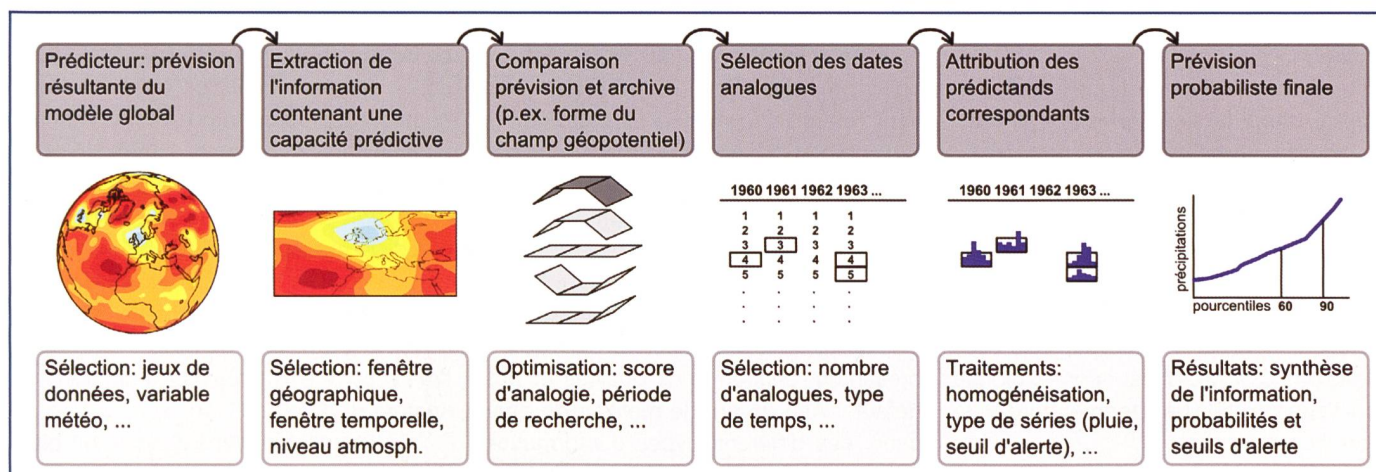 Prédicteur: prévision
résultante du
modèle global
Extraction de
l'information
contenant une
capacité prédictive
Comparaison
prévision et archive
(p.ex. forme du
champ géopotentiel)
Sélection des dates
analogues
Attribution des
prédictands
correspondants
Prévision
probabiliste finale
1960 1961 1962 1963 ...
1 1 1 1
2 2 2 2
3 3 3 3
4 4 4 4
5 5 5 5
. . . .
. . . .
. . . .
1960 1961 1962 1963 ...
précipitations
pourcentiles 60 90
Sélection: jeux de
données, variable
météo, ...
Sélection: fenêtre
géographique,
fenêtre temporelle,
niveau atmosph.
Optimisation: score
d'analogie, période
de recherche, ...
Sélection: nombre
d'analogues, type
de temps, ...
Traitements:
homogénéisation,
type de séries (pluie,
seuil d'alerte), ...
Résultats: synthèse
de l'information,
probabilités et
seuils d'alerte